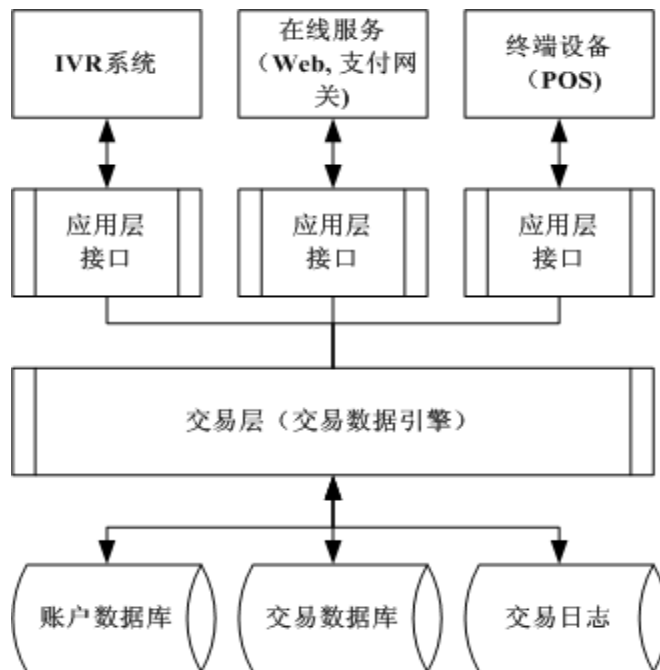 IVR系统
在线服务
（Web, 支付网
关)
终端设备
（POS)
应用层
接口
应用层
接口
应用层
接口
交易层（交易数据引擎）
账户数据库
交易数据库
交易日志